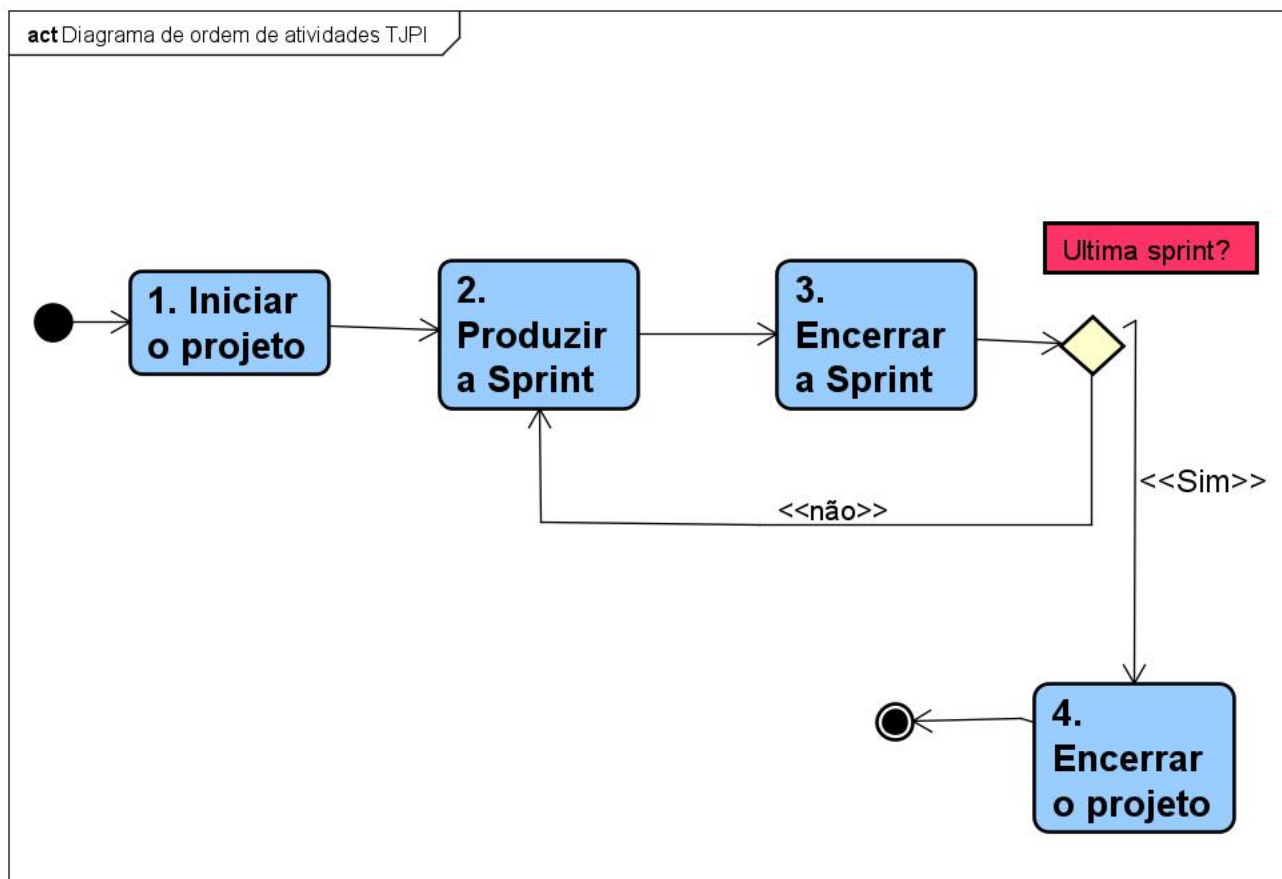 act Diagrama de ordem de atividades TJPI
Ultima sprint?
1. Iniciar
o projeto
2.
Produzir
a Sprint
3.
Encerrar
a Sprint
<<Sim>>
<<não>>
4.
Encerrar
o projeto